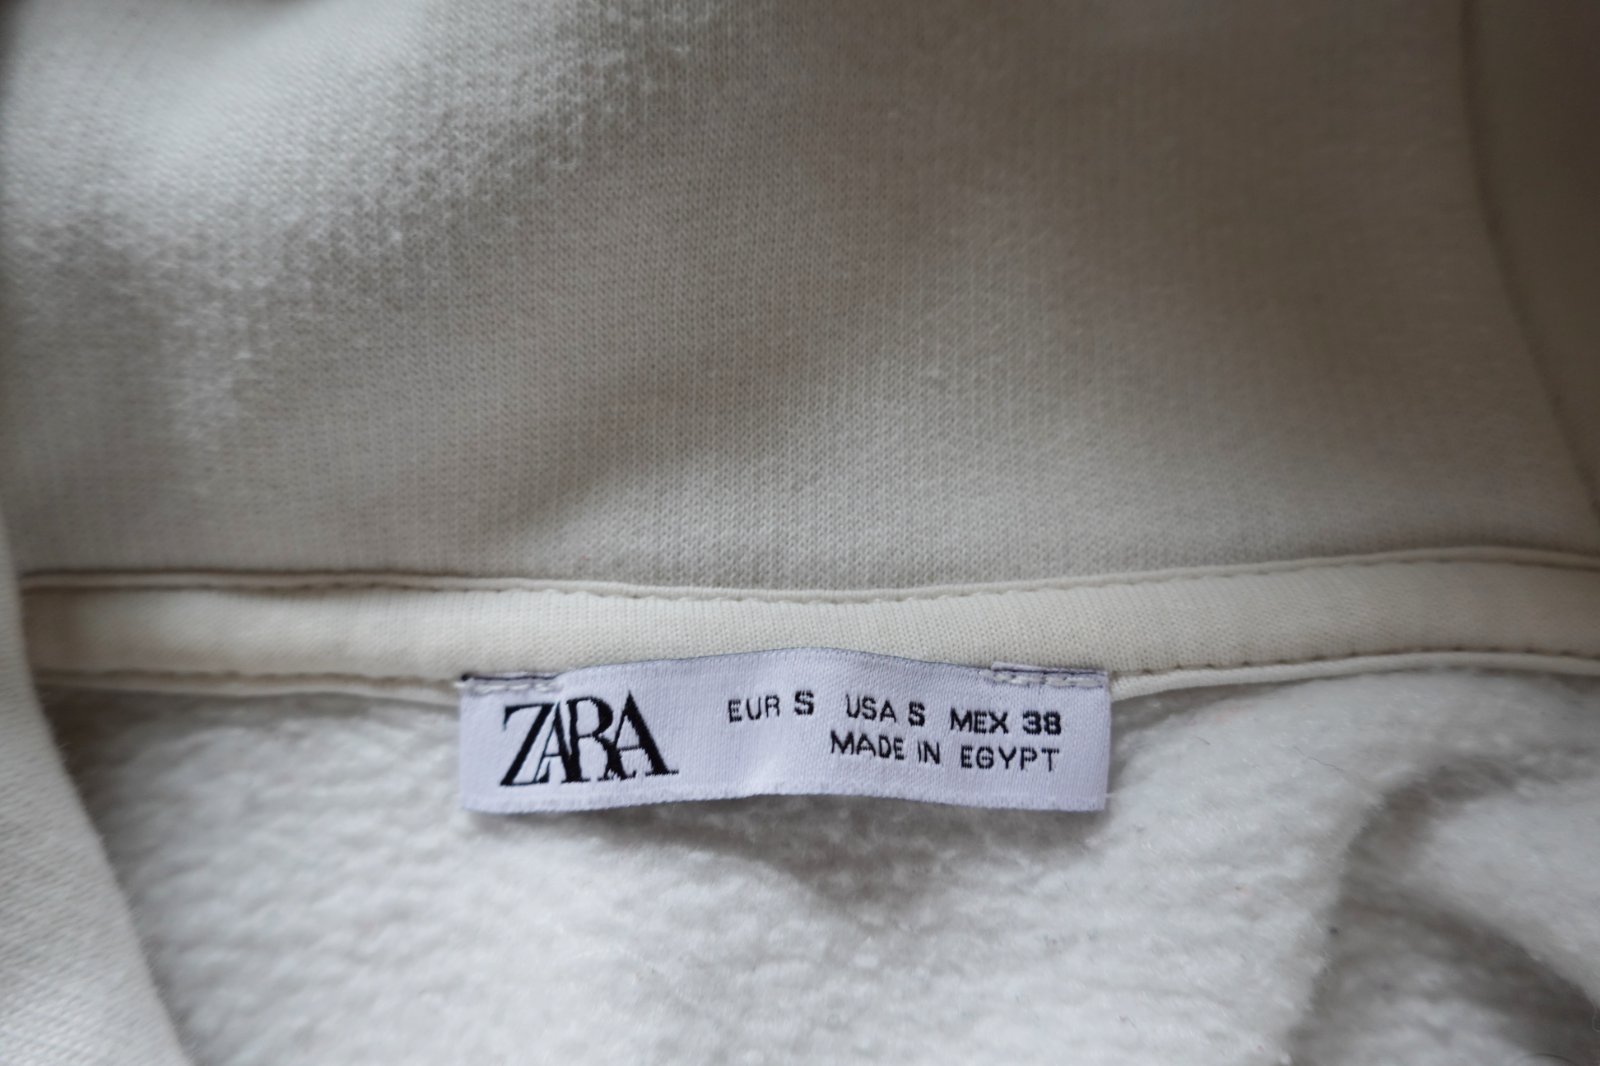 ZARA
EUR S USA S MEX 38
MADE IN EGYPT